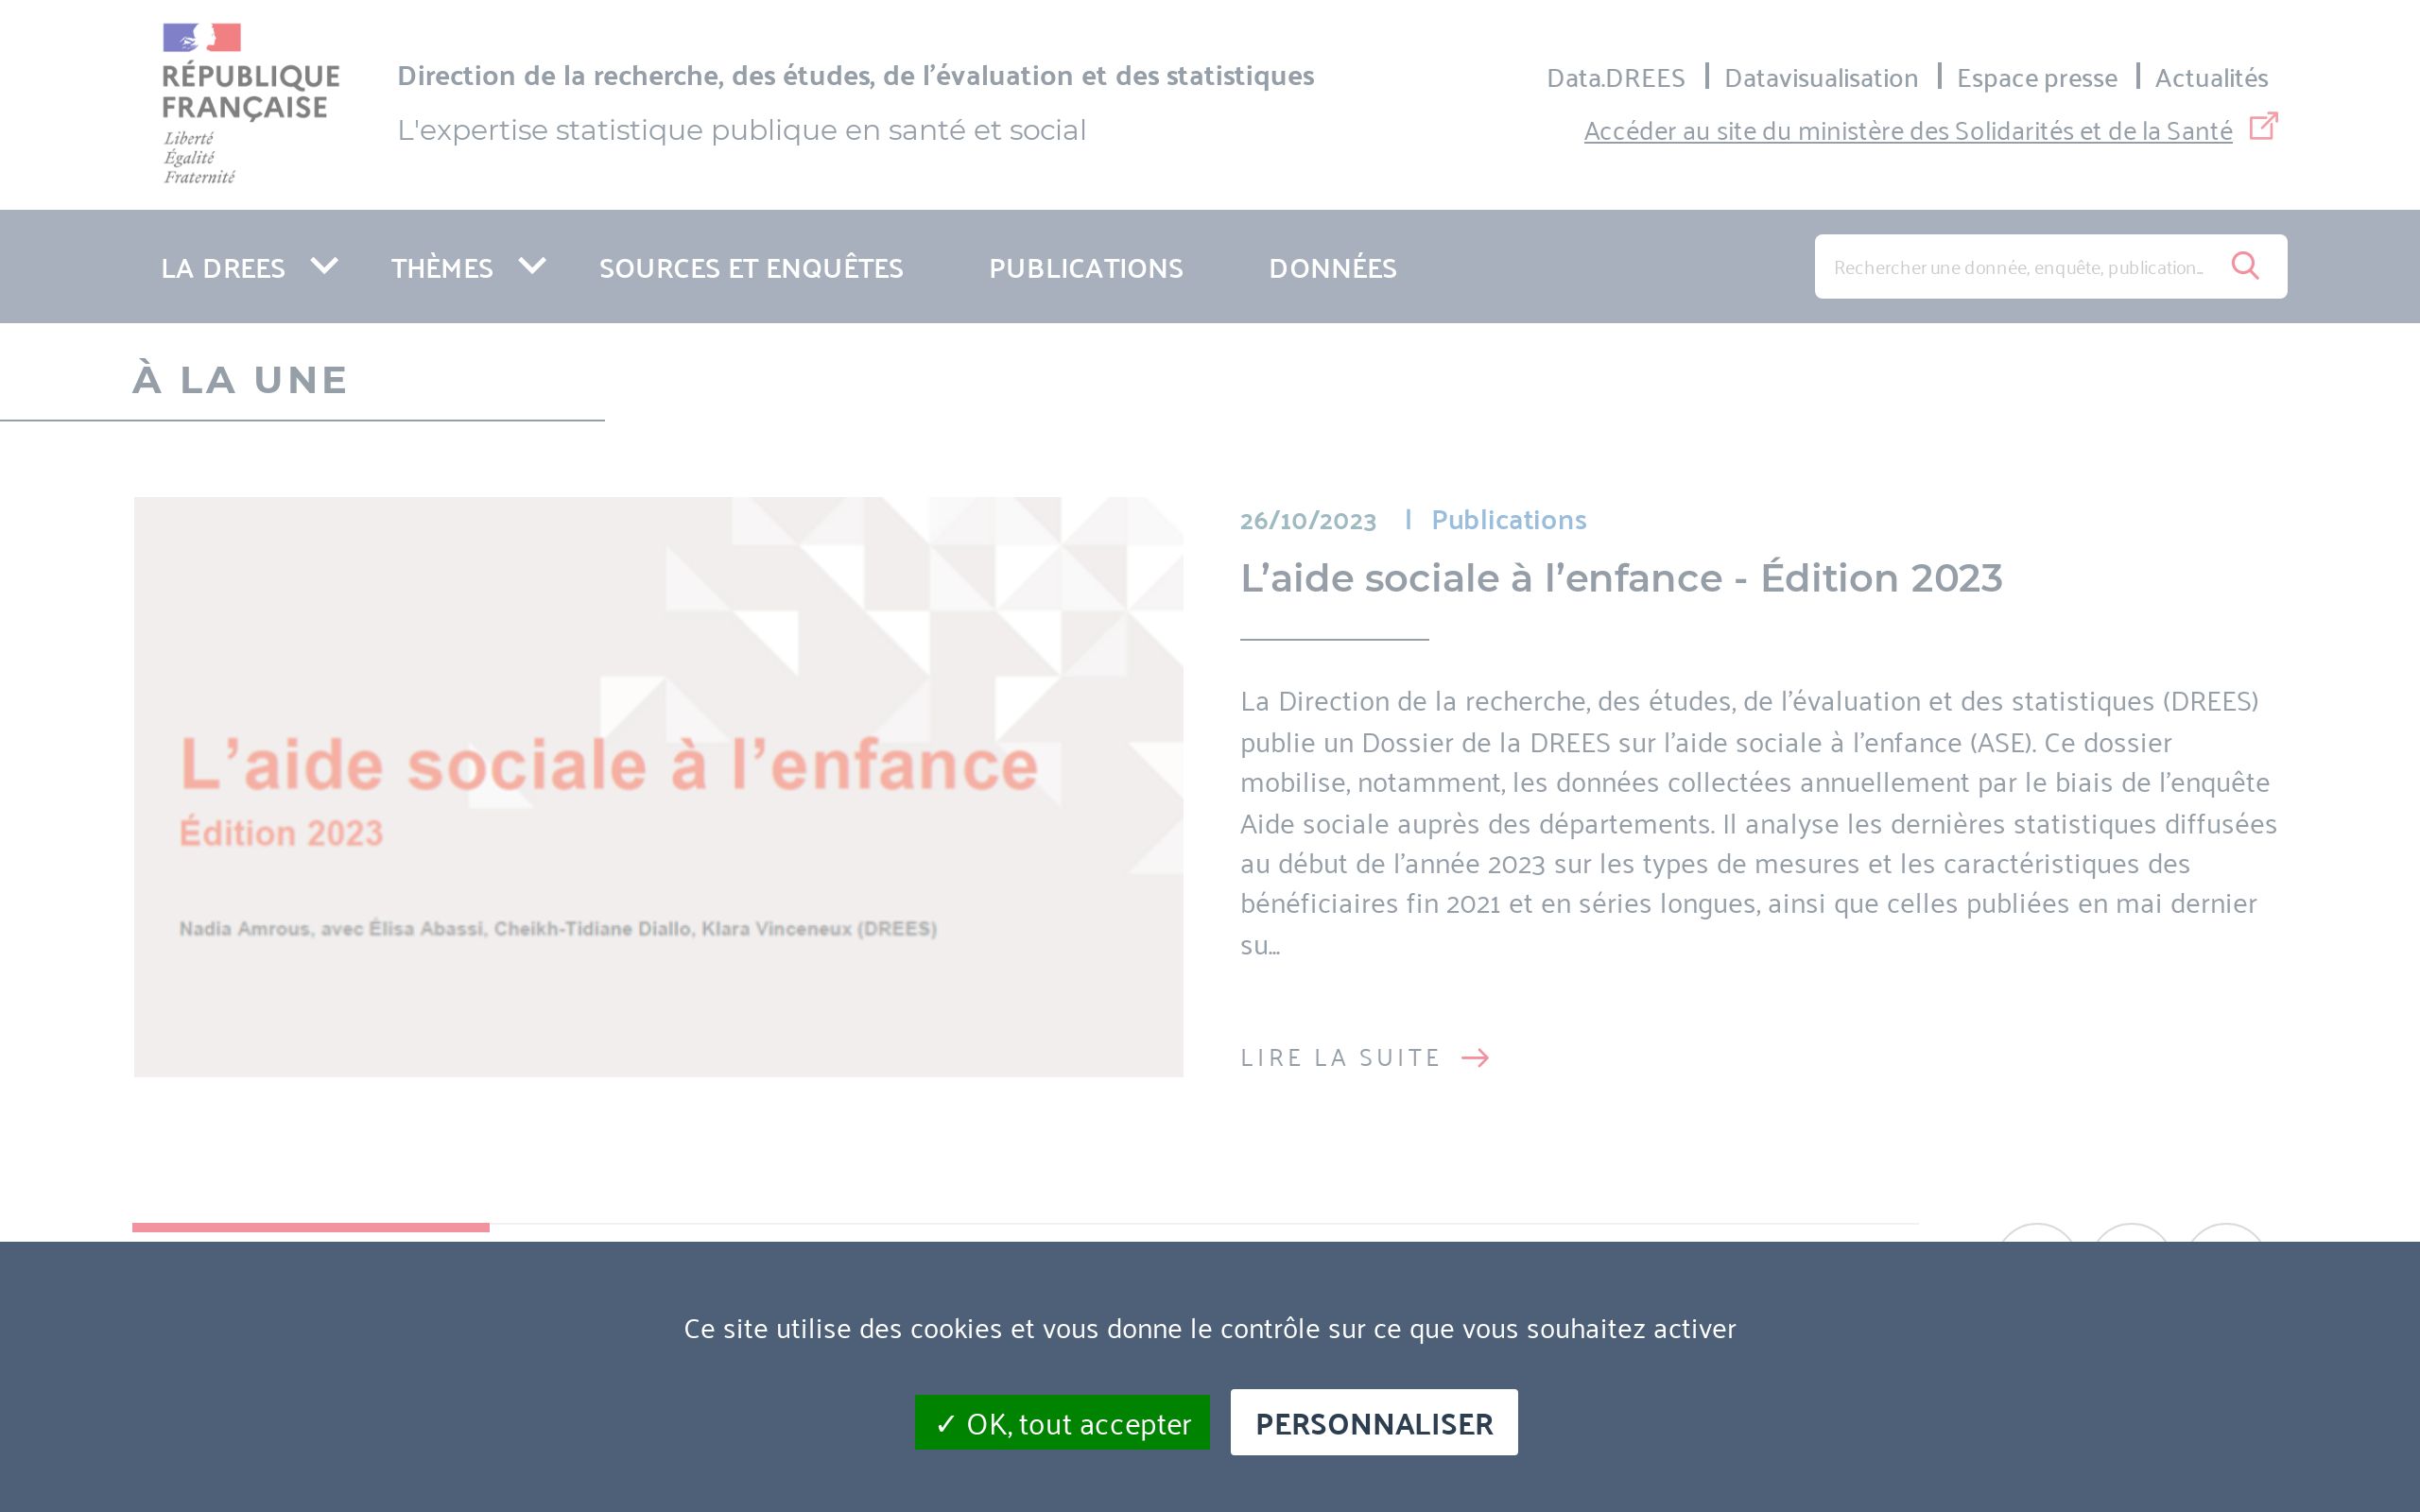 RÉPUBLIQUE
FRANÇAISE
Liberté
Égalité
Fraternité
Direction de la recherche, des études, de l’évaluation et des statistiques
L'expertise statistique publique en santé et social
Data.DREES | Datavisualisation | Espace presse | Actualités
Accéder au site du ministère des Solidarités et de la Santé
LA DREES THÈMES SOURCES ET ENQUÊTES PUBLICATIONS DONNÉES
Rechercher une donnée, enquête, publication...
À LA UNE
L’aide sociale à l’enfance
Édition 2023
Nadia Amrous, avec Élisa Abassi, Cheikh-Tidiane Diallo, Klara Vinceneux (DREES)
26/10/2023 | Publications
L’aide sociale à l’enfance - Édition 2023
La Direction de la recherche, des études, de l’évaluation et des statistiques (DREES)
publie un Dossier de la DREES sur l’aide sociale à l’enfance (ASE). Ce dossier
mobilise, notamment, les données collectées annuellement par le biais de l’enquête
Aide sociale auprès des départements. Il analyse les dernières statistiques diffusées
au début de l’année 2023 sur les types de mesures et les caractéristiques des
bénéficiaires fin 2021 et en séries longues, ainsi que celles publiées en mai dernier
su...
LIRE LA SUITE
Ce site utilise des cookies et vous donne le contrôle sur ce que vous souhaitez activer
✓ OK, tout accepter PERSONNALISER